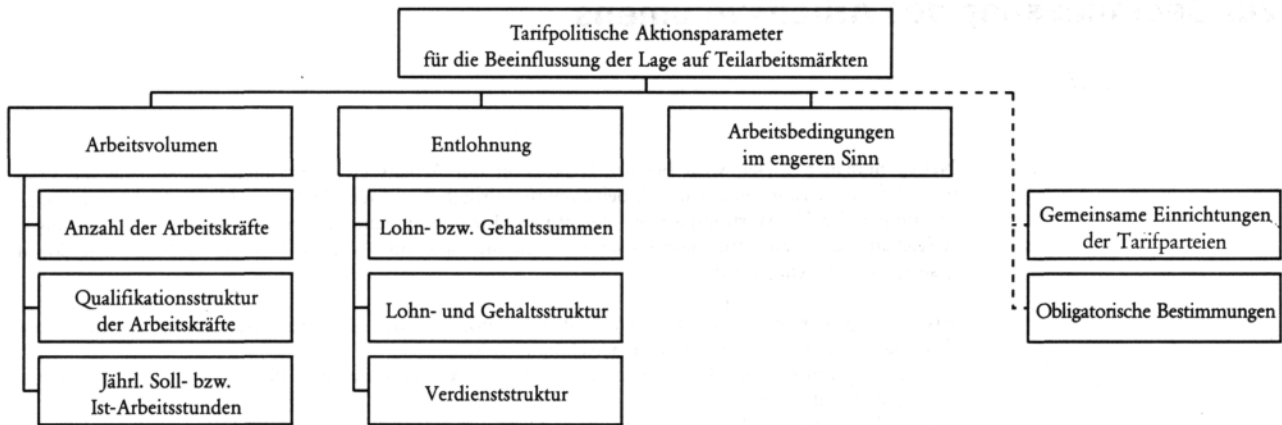 Tarifpolitische Aktionsparameter
für die Beeinflussung der Lage auf Teilarbeitsmärkten
Arbeitsvolumen
Anzahl der Arbeitskräfte
Qualifikationsstruktur
der Arbeitskräfte
Jährl. Soll- bzw.
Ist-Arbeitsstunden
Entlohnung
Lohn- bzw. Gehaltssummen
Lohn- und Gehaltsstruktur
Verdienststruktur
Arbeitsbedingungen
im engeren Sinn
Gemeinsame Einrichtungen
der Tarifparteien
Obligatorische Bestimmungen